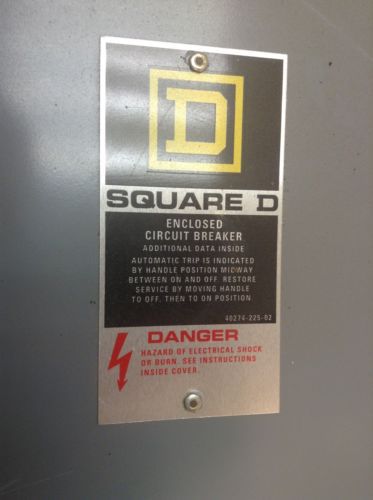 D
SQUARE D
ENCLOSED
CIRCUIT BREAKER
ADDITIONAL DATA INSIDE
AUTOMATIC TRIP IS INDICATED
BY HANDLE POSITION MIDWAY
BETWEEN ON AND OFF. RESTORE
SERVICE BY MOVING HANDLE
TO OFF. THEN TO ON POSITION
40274-225-02
DANGER
HAZARD OF ELECTRICAL SHOCK
OR BURN. SEE INSTRUCTIONS
INSIDE COVER.